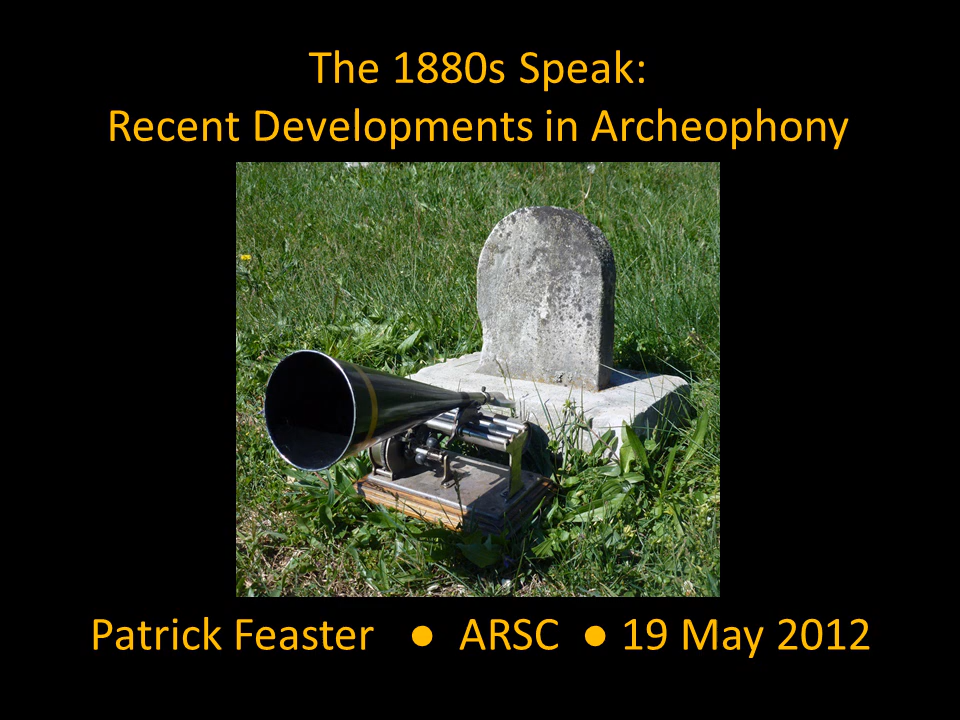 The 1880s Speak:
Recent Developments in Archeophony
Patrick Feaster ● ARSC ● 19 May 2012